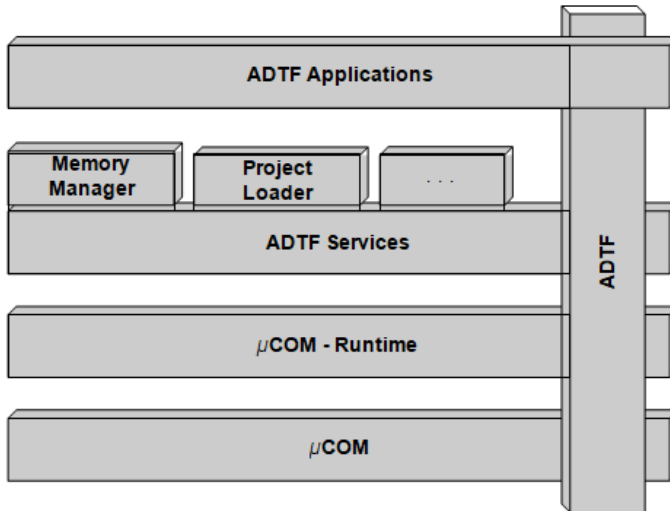 ADTF Applications
Memory
Manager
Project
Loader
. . .
ADTF Services
ADTF
μCOM - Runtime
μCOM